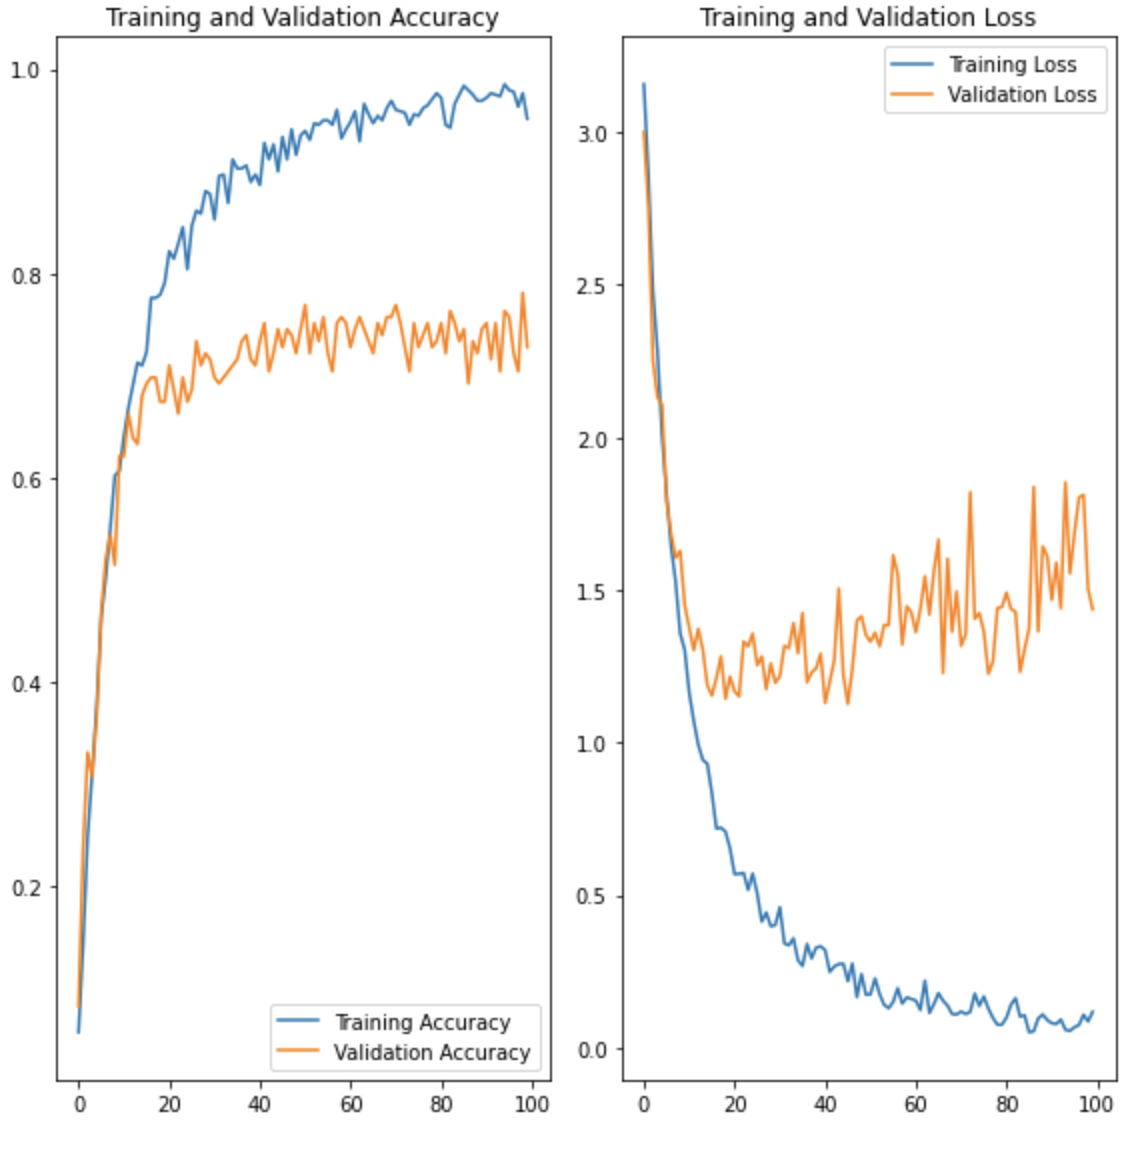 Training and Validation Accuracy
1.0
0.8
0.6
0.4
0.2
Training Accuracy
Validation Accuracy
0 20 40 60 80 100
Training and Validation Loss
Training Loss
Validation Loss
3.0
2.5
2.0
1.5
1.0
0.5
0.0
0 20 40 60 80 100